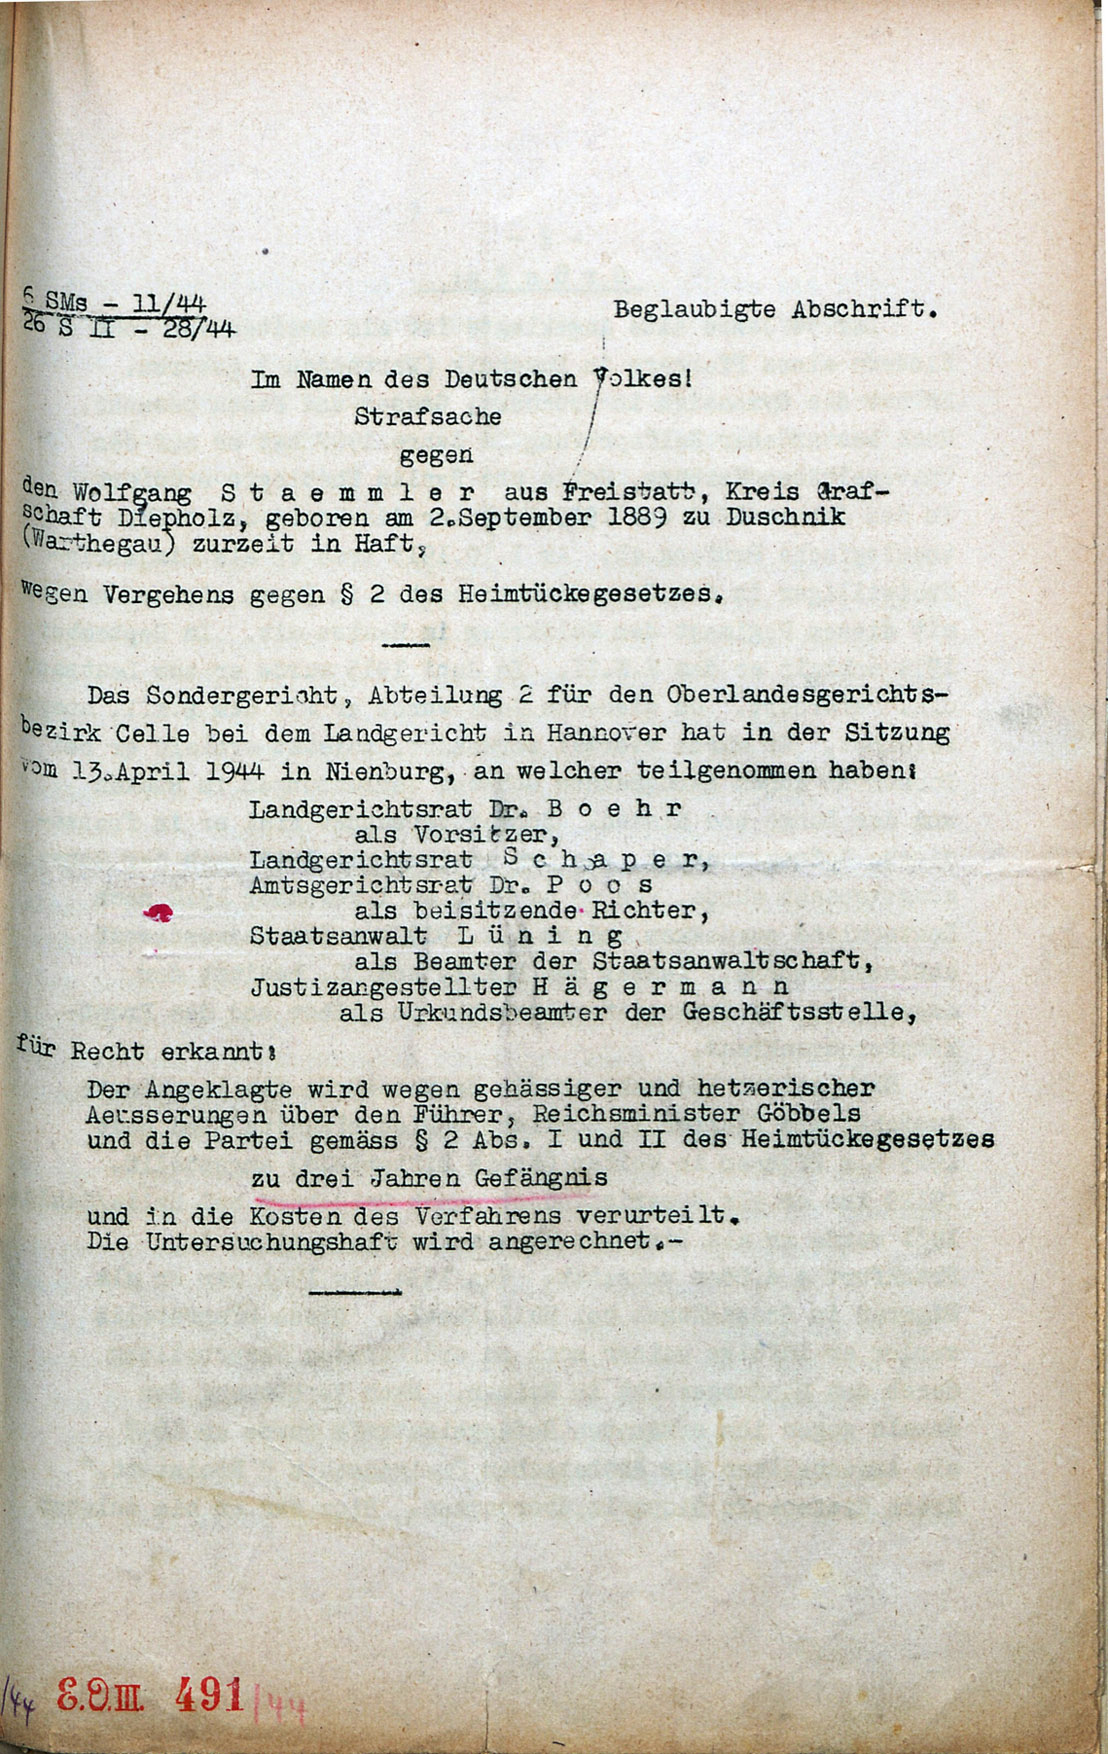 6 SMs - 11/44
26 S II - 28/44
Beglaubigte Abschrift.
Im Namen des Deutschen Volkes!
Strafsache
gegen
den Wolfgang S t a e m m l e r aus Freistatt, Kreis Graf-
schaft Diepholz, geboren am 2.September 1889 zu Duschnik
(Warthegau) zurzeit in Haft,
wegen Vergehens gegen § 2 des Heimtückegesetzes.
Das Sondergericht, Abteilung 2 für den Oberlandesgerichts-
bezirk Celle bei dem Landgericht in Hannover hat in der Sitzung
vom 13.April 1944 in Nienburg, an welcher teilgenommen haben:
Landgerichtsrat Dr. B o e h r
als Vorsitzer,
Landgerichtsrat S c h a p e r,
Amtsgerichtsrat Dr. P o o s
als beisitzende Richter,
Staatsanwalt L ü n i n g
als Beamter der Staatsanwaltschaft,
Justizangestellter H ä g e r m a n n
als Urkundsbeamter der Geschäftsstelle,
für Recht erkannt:
Der Angeklagte wird wegen gehässiger und hetzerischer
Aeusserungen über den Führer, Reichsminister Göbbels
und die Partei gemäss § 2 Abs. I und II des Heimtückegesetzes
zu drei Jahren Gefängnis
und in die Kosten des Verfahrens verurteilt.
Die Untersuchungshaft wird angerechnet.-
/44 E.O.III. 491/44